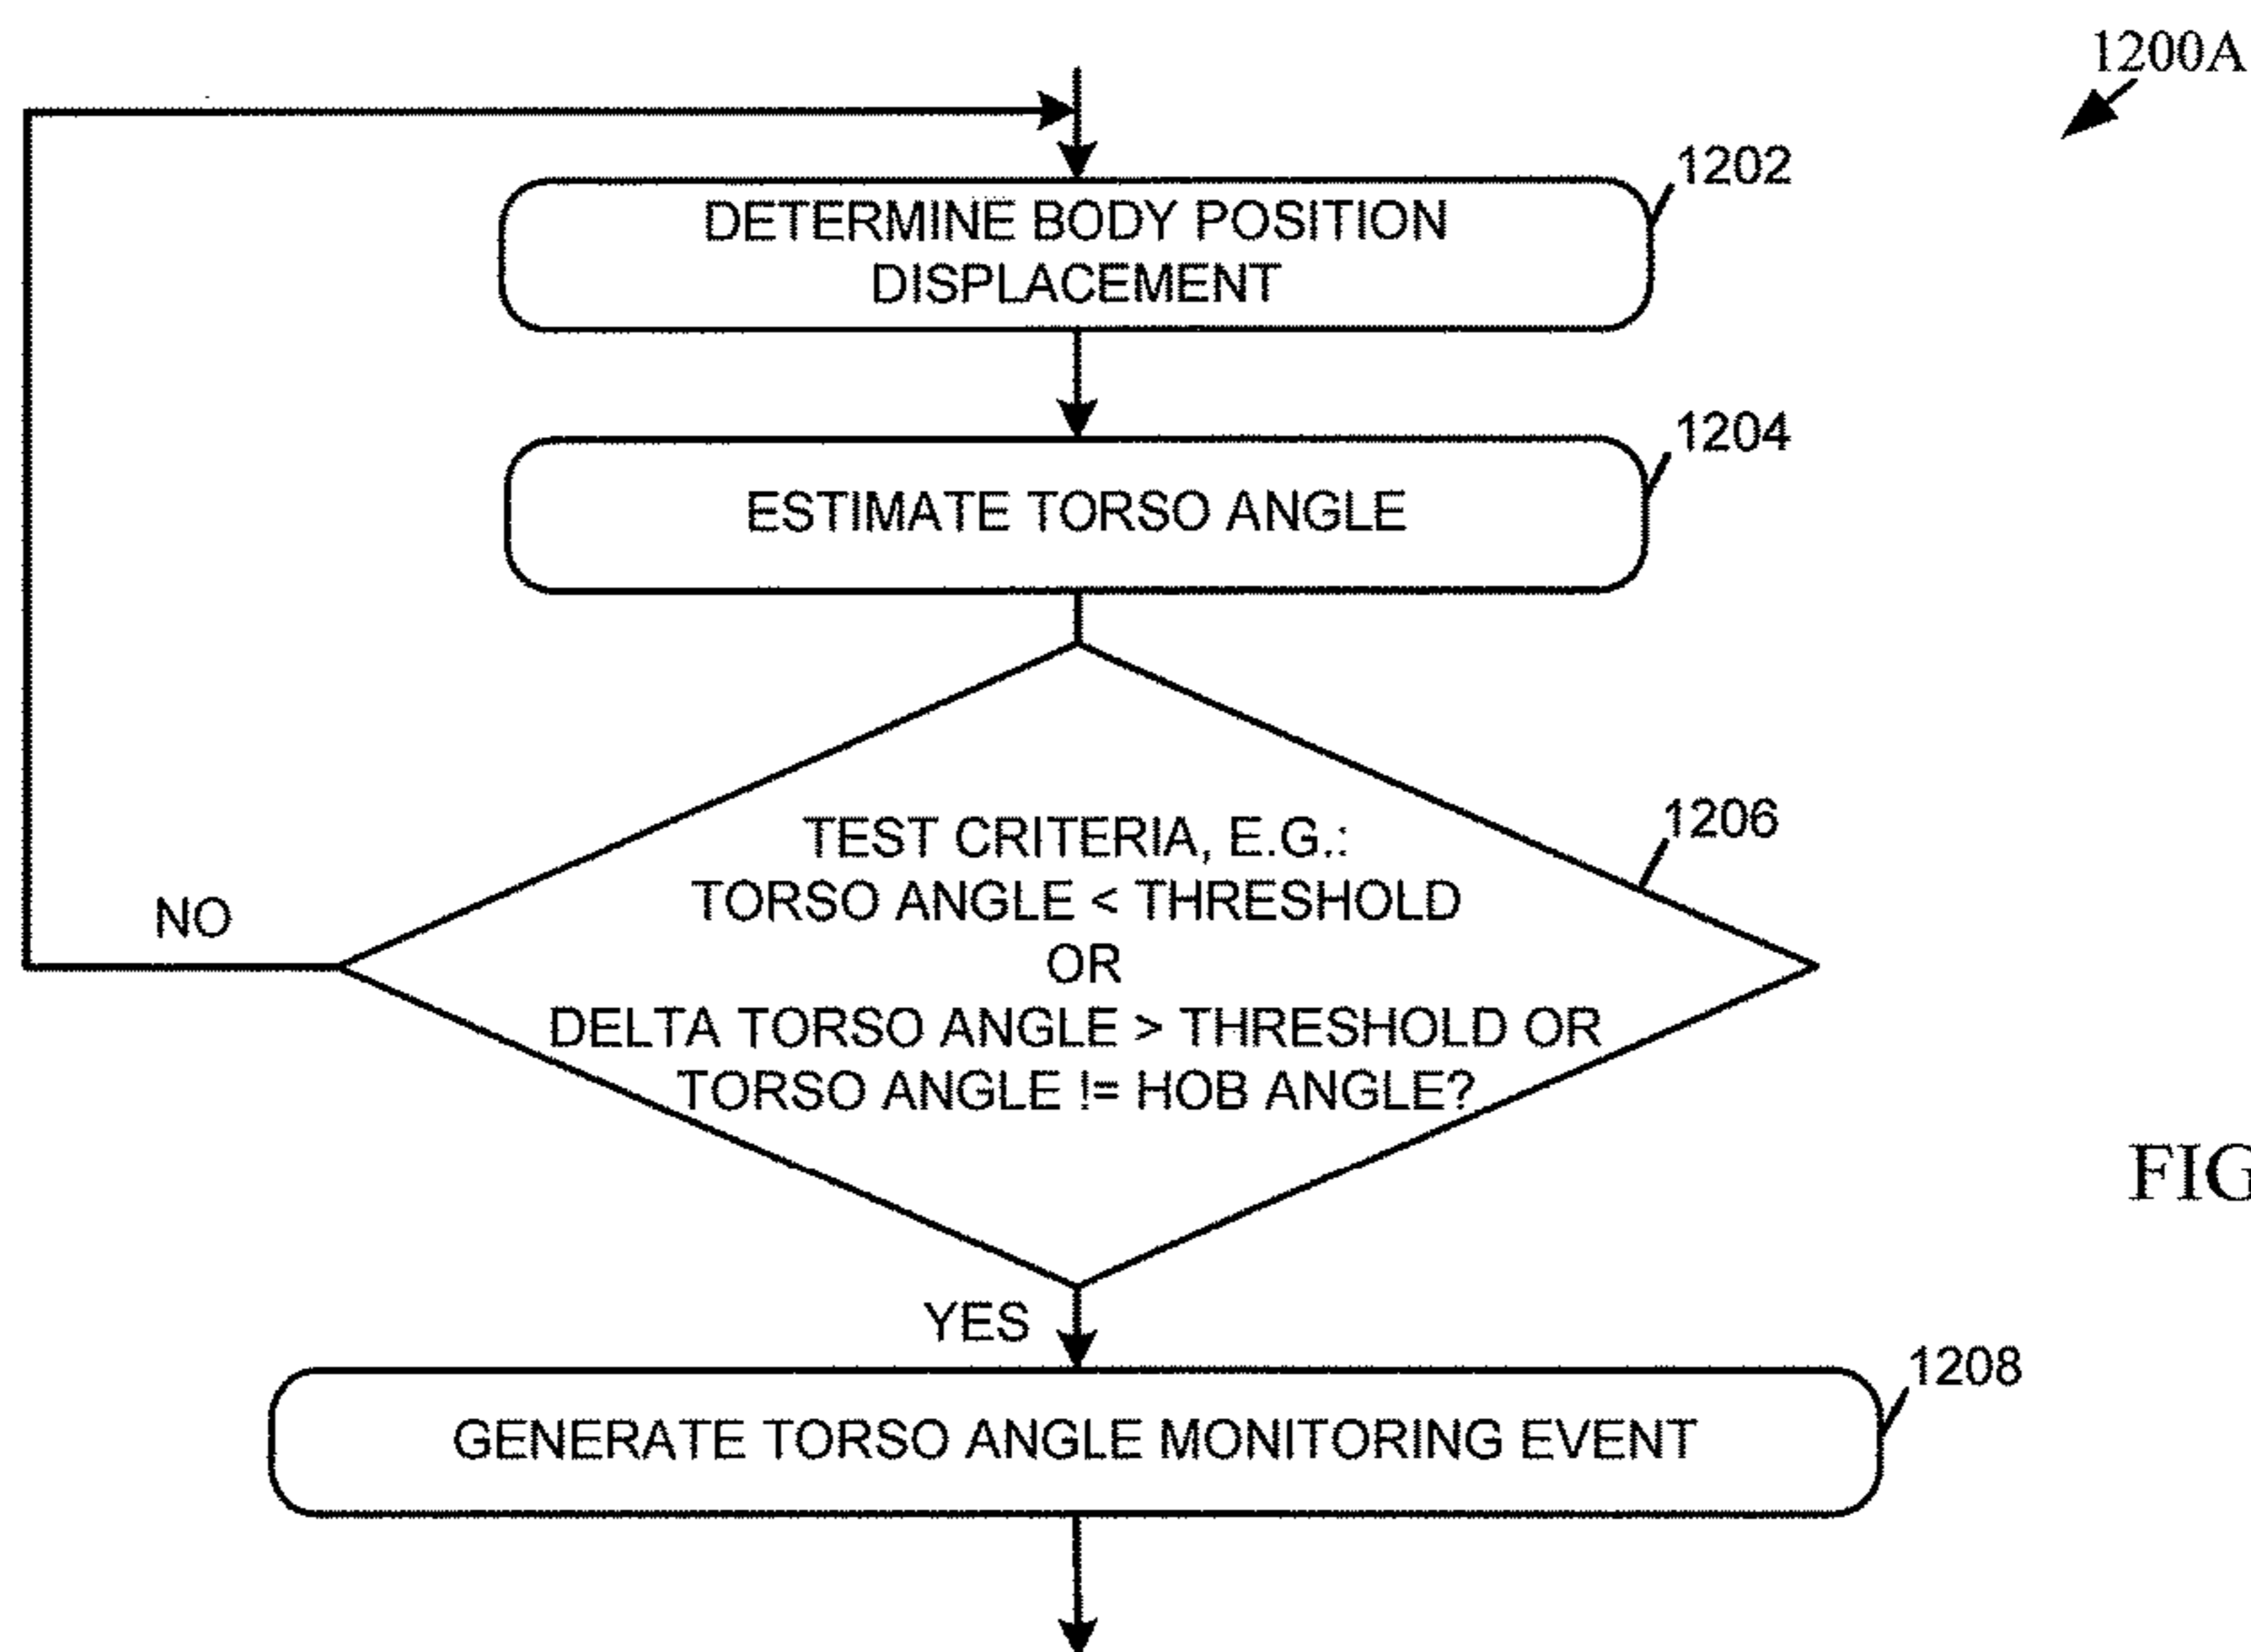 1200A
1202
DETERMINE BODY POSITION
DISPLACEMENT
1204
ESTIMATE TORSO ANGLE
1206
TEST CRITERIA, E.G.:
TORSO ANGLE < THRESHOLD
OR
DELTA TORSO ANGLE > THRESHOLD OR
TORSO ANGLE != HOB ANGLE?
NO
FIG
YES
1208
GENERATE TORSO ANGLE MONITORING EVENT